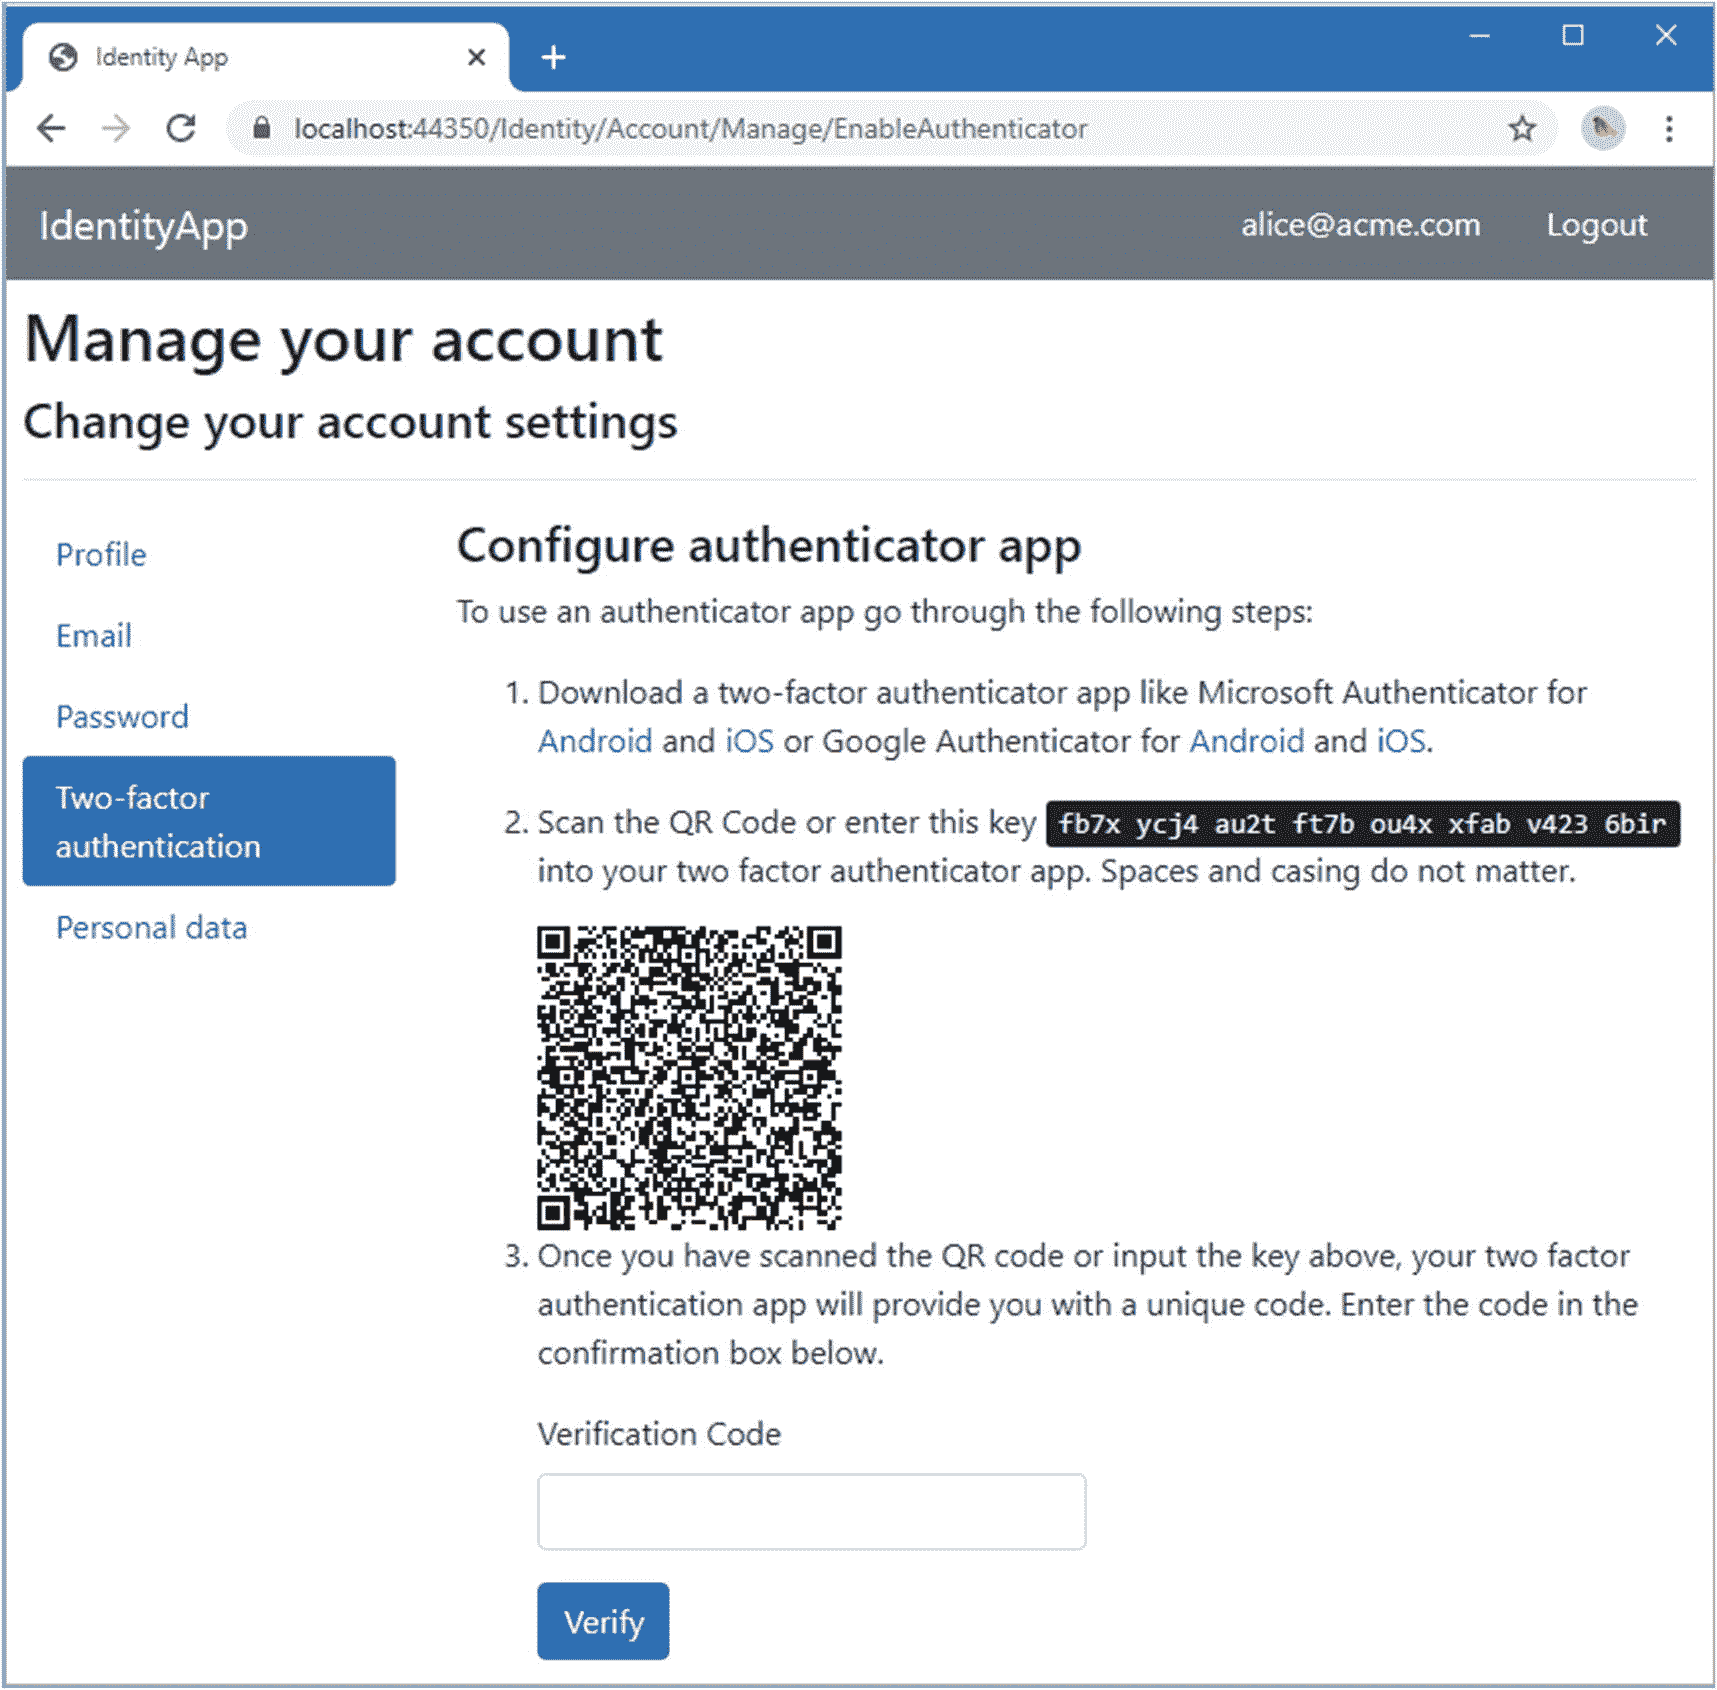 Identity App
localhost:44350/Identity/Account/Manage/EnableAuthenticator
IdentityApp
alice@acme.com
Logout
Manage your account
Change your account settings
Profile
Email
Password
Two-factor
authentication
Personal data
Configure authenticator app
To use an authenticator app go through the following steps:
1. Download a two-factor authenticator app like Microsoft Authenticator for
Android and iOS or Google Authenticator for Android and iOS.
2. Scan the QR Code or enter this key fb7x ycj4 au2t ft7b ou4x xfab v423 6bir
into your two factor authenticator app. Spaces and casing do not matter.
3. Once you have scanned the QR code or input the key above, your two factor
authentication app will provide you with a unique code. Enter the code in the
confirmation box below.
Verification Code
Verify